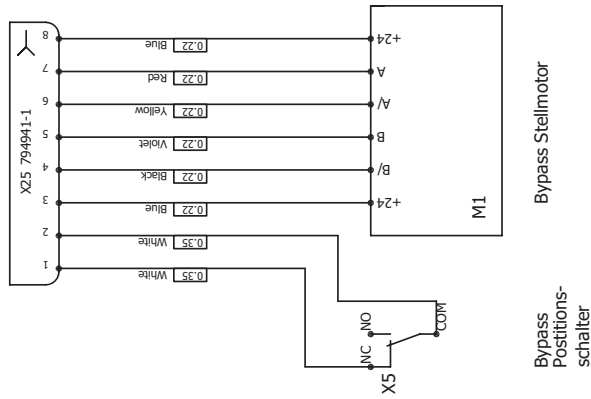 X25 794941-1
8 Blue 0.22 +24
7 Red 0.22 A
6 Yellow 0.22 A/
5 Violet 0.22 B
4 Black 0.22 B/
3 Blue 0.22 +24
2 White 0.35
1 White 0.35
M1
Bypass Stellmotor
NO
NC
COM
X5
Bypass
Postitions-
schalter